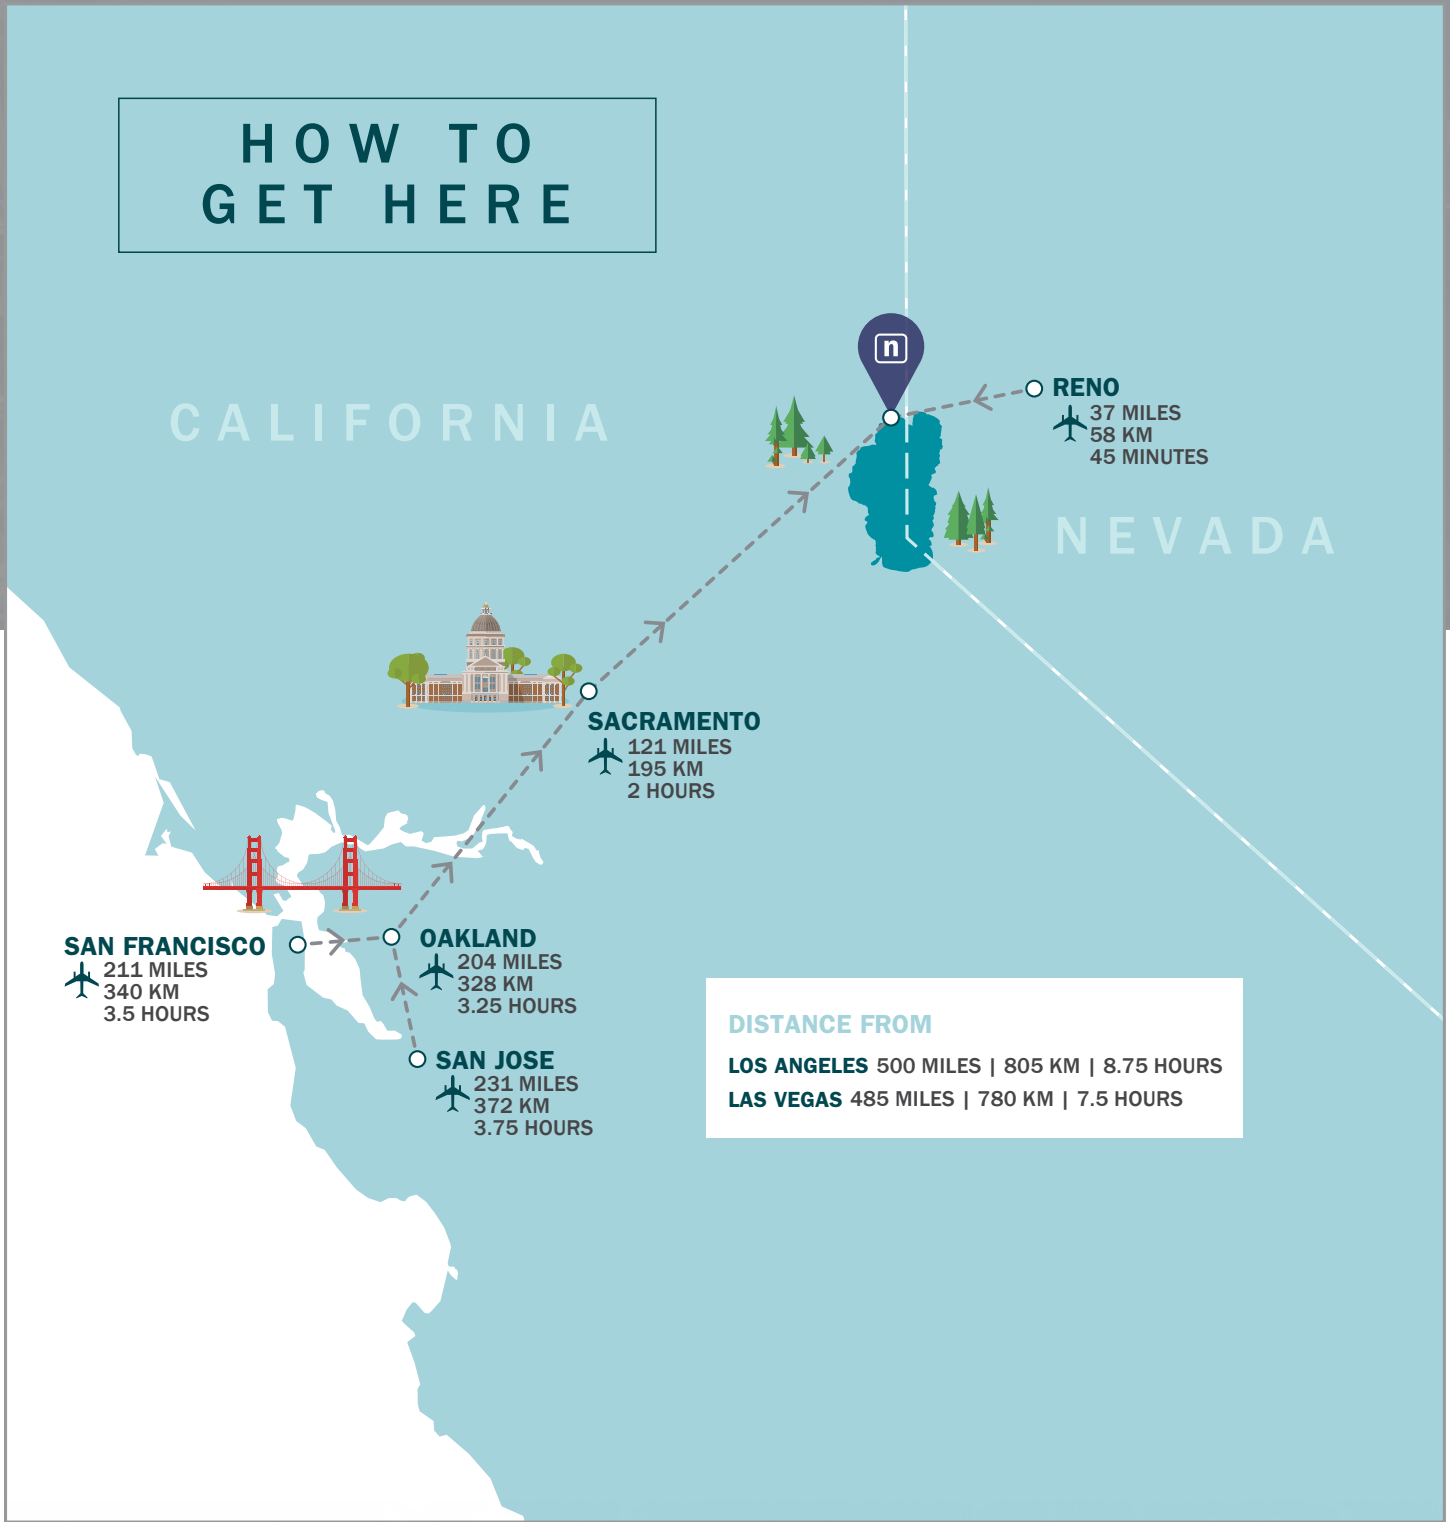 HOW TO
GET HERE
CALIFORNIA
n
RENO
37 MILES
58 KM
45 MINUTES
NEVADA
SACRAMENTO
121 MILES
195 KM
2 HOURS
SAN FRANCISCO
211 MILES
340 KM
3.5 HOURS
OAKLAND
204 MILES
328 KM
3.25 HOURS
SAN JOSE
231 MILES
372 KM
3.75 HOURS
DISTANCE FROM
LOS ANGELES 500 MILES | 805 KM | 8.75 HOURS
LAS VEGAS 485 MILES | 780 KM | 7.5 HOURS